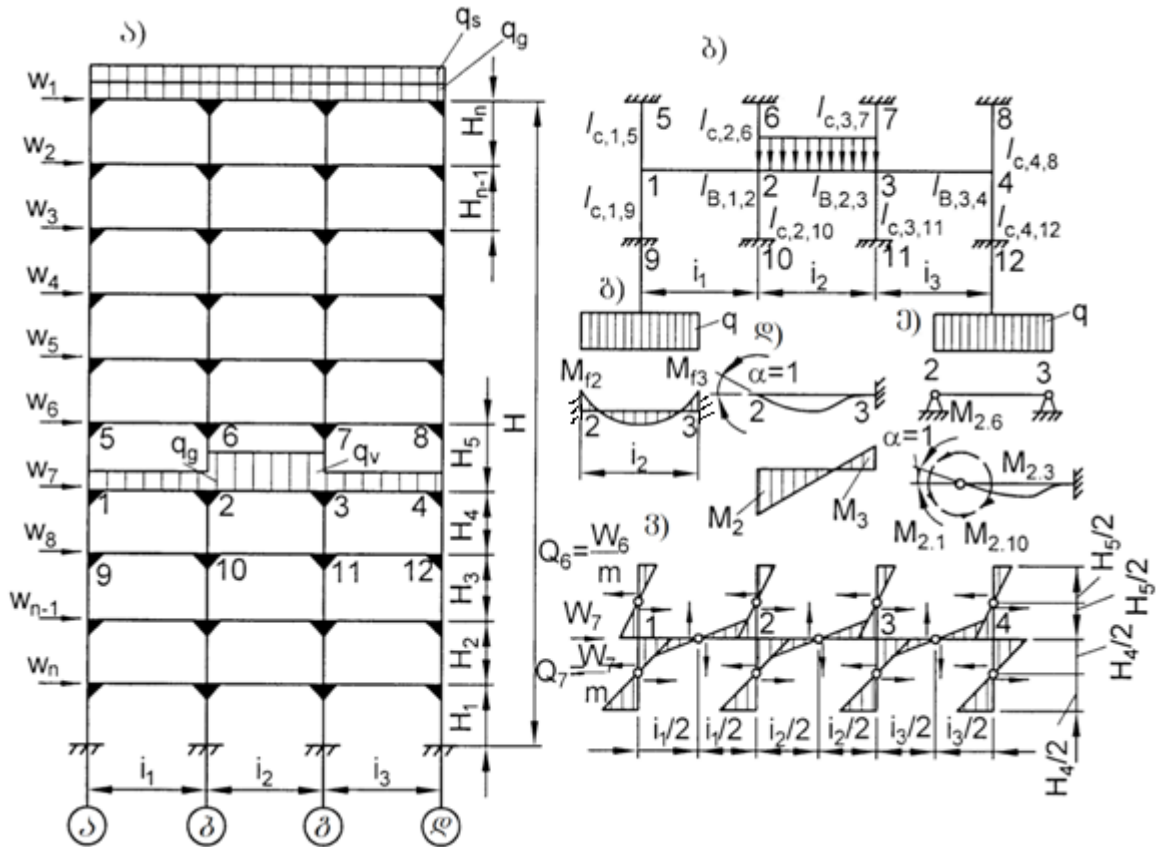 ა)
q_s
q_g
W_1
W_2
W_3
W_4
W_5
W_6
W_7
W_8
W_{n-1}
W_n
5 6 7 8
q_g
q_v
1 2 3 4
9 10 11 12
H_n
H_{n-1}
H
H_5
H_4
H_3
H_2
H_1
i_1 i_2 i_3
ა ბ გ დ
ბ)
5 6 7 8
I_{c,1,5} I_{c,2,6} I_{c,3,7} I_{c,4,8}
1 2 3 4
I_{c,1,9} I_{B,1,2} I_{B,2,3} I_{B,3,4}
I_{c,2,10} I_{c,3,11} I_{c,4,12}
9 10 11 12
i_1 i_2 i_3
q
M_{f2} M_{f3}
2 3
i_2
დ)
α=1
2 3
M_2 M_3
ე)
q
2 3
M_{2.6}
α=1
M_{2.3}
M_{2.1} M_{2.10}
Q_6=W_6/m
W_7
Q_7=W_7/m
1 2 3 4
i_1/2 i_1/2 i_2/2 i_2/2 i_3/2 i_3/2
H_5/2
H_5/2
H_4/2
H_4/2